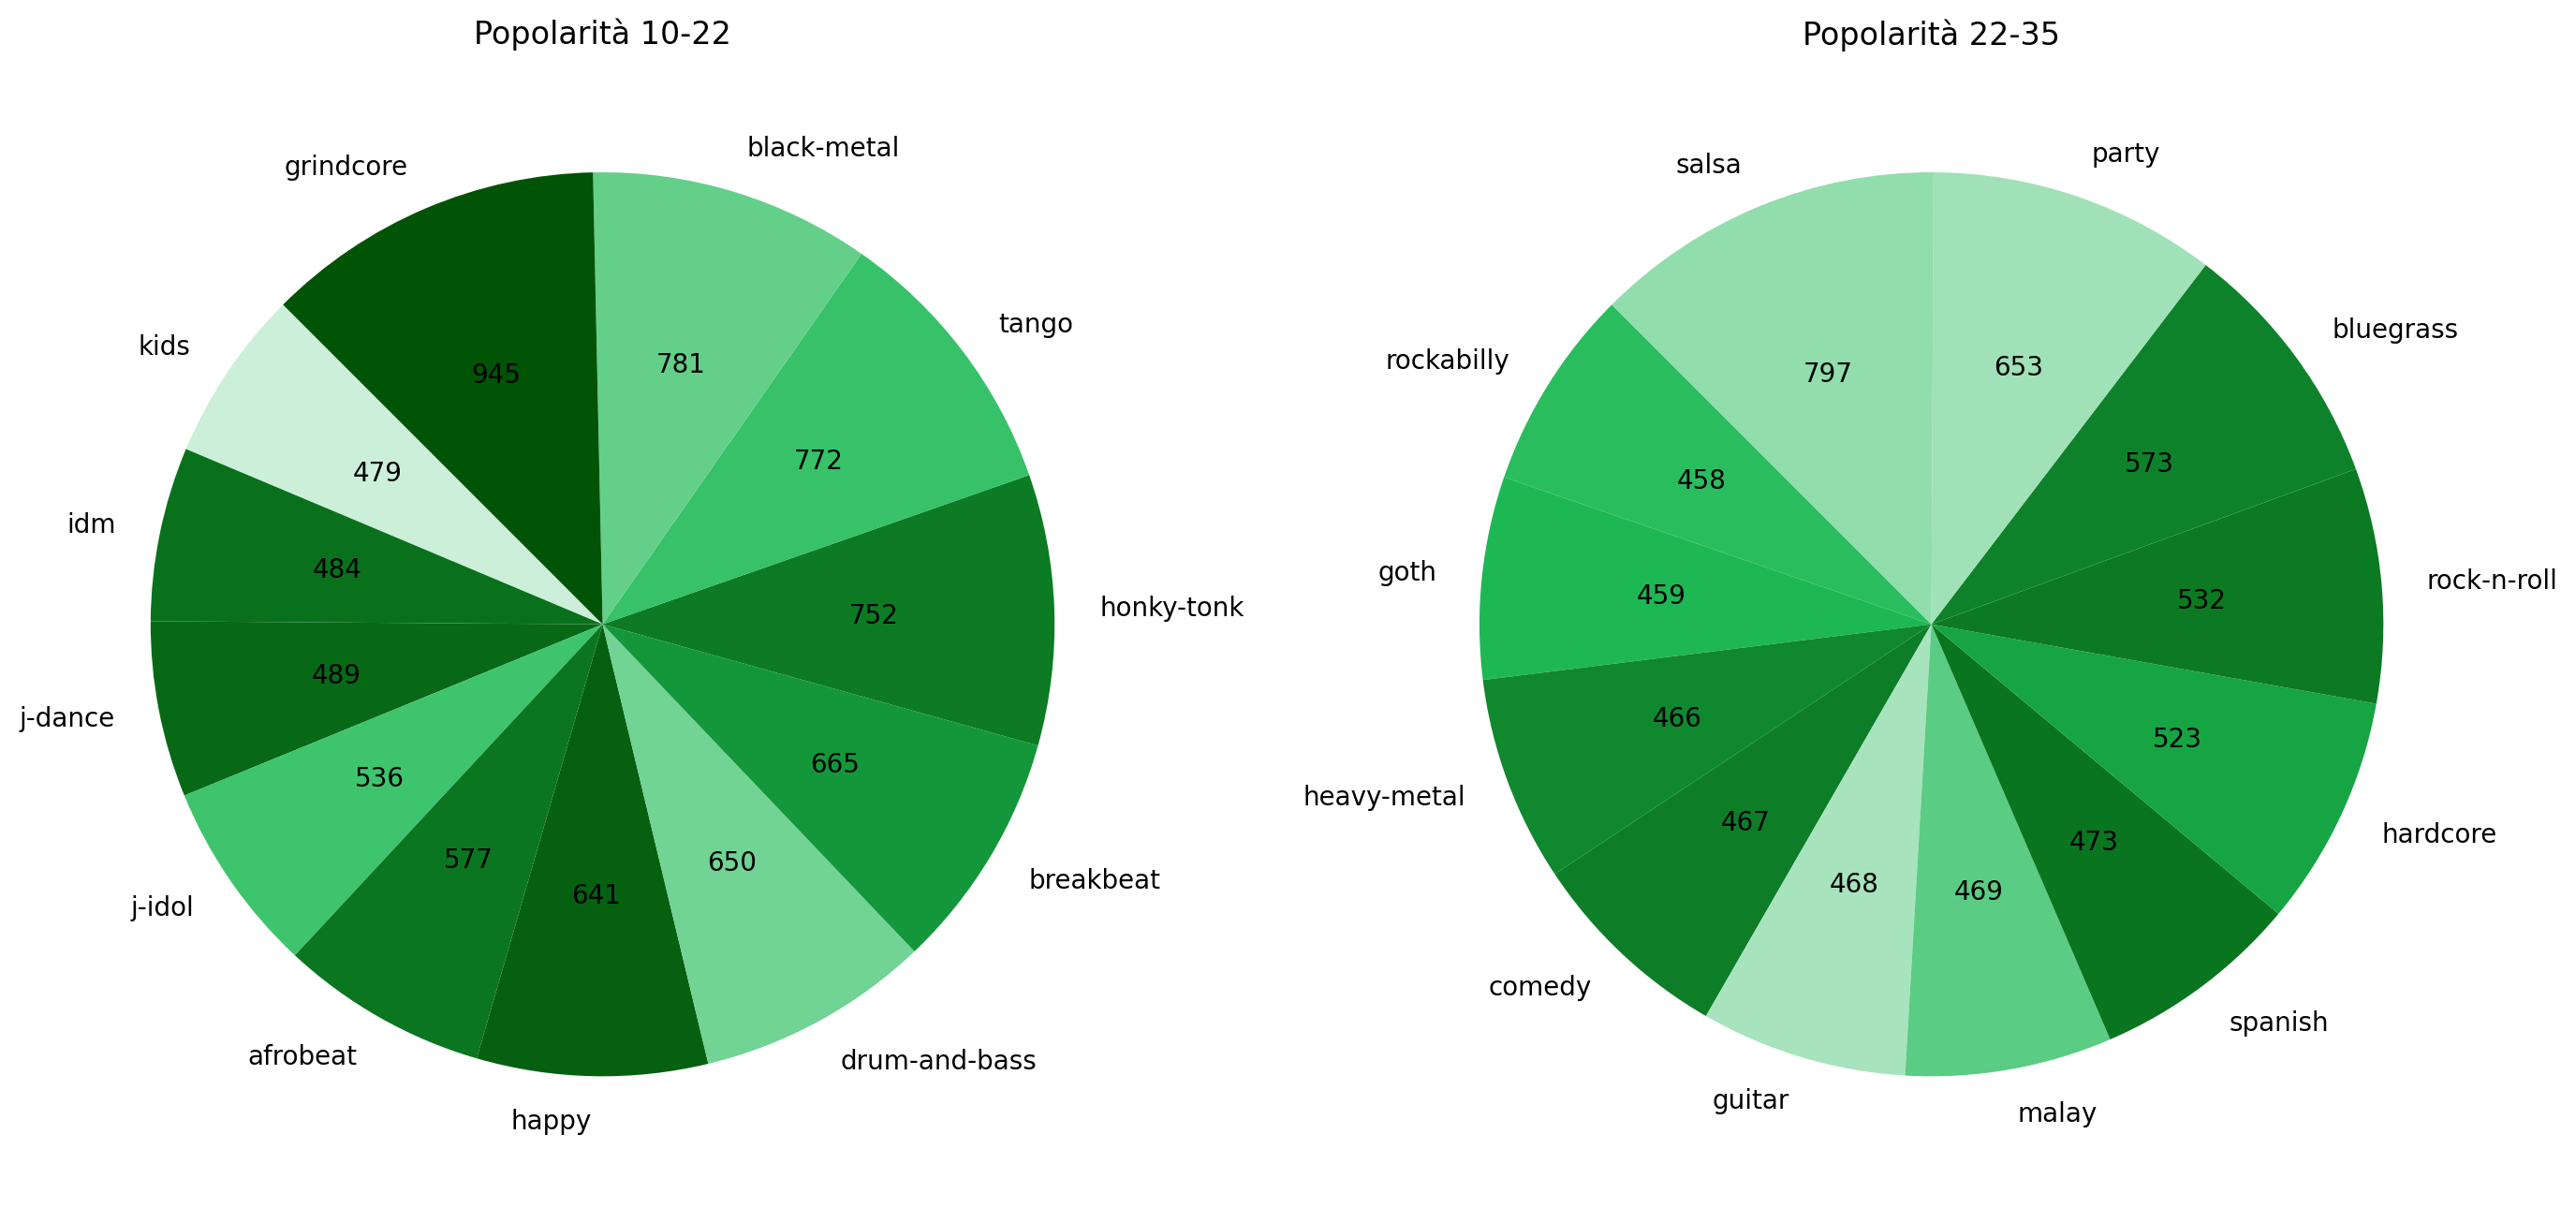 Popolarità 10-22
grindcore
945
black-metal
781
tango
772
honky-tonk
752
breakbeat
665
drum-and-bass
650
happy
641
afrobeat
577
j-idol
536
j-dance
489
idm
484
kids
479
Popolarità 22-35
salsa
797
party
653
bluegrass
573
rock-n-roll
532
hardcore
523
spanish
473
malay
469
guitar
468
comedy
467
heavy-metal
466
goth
459
rockabilly
458